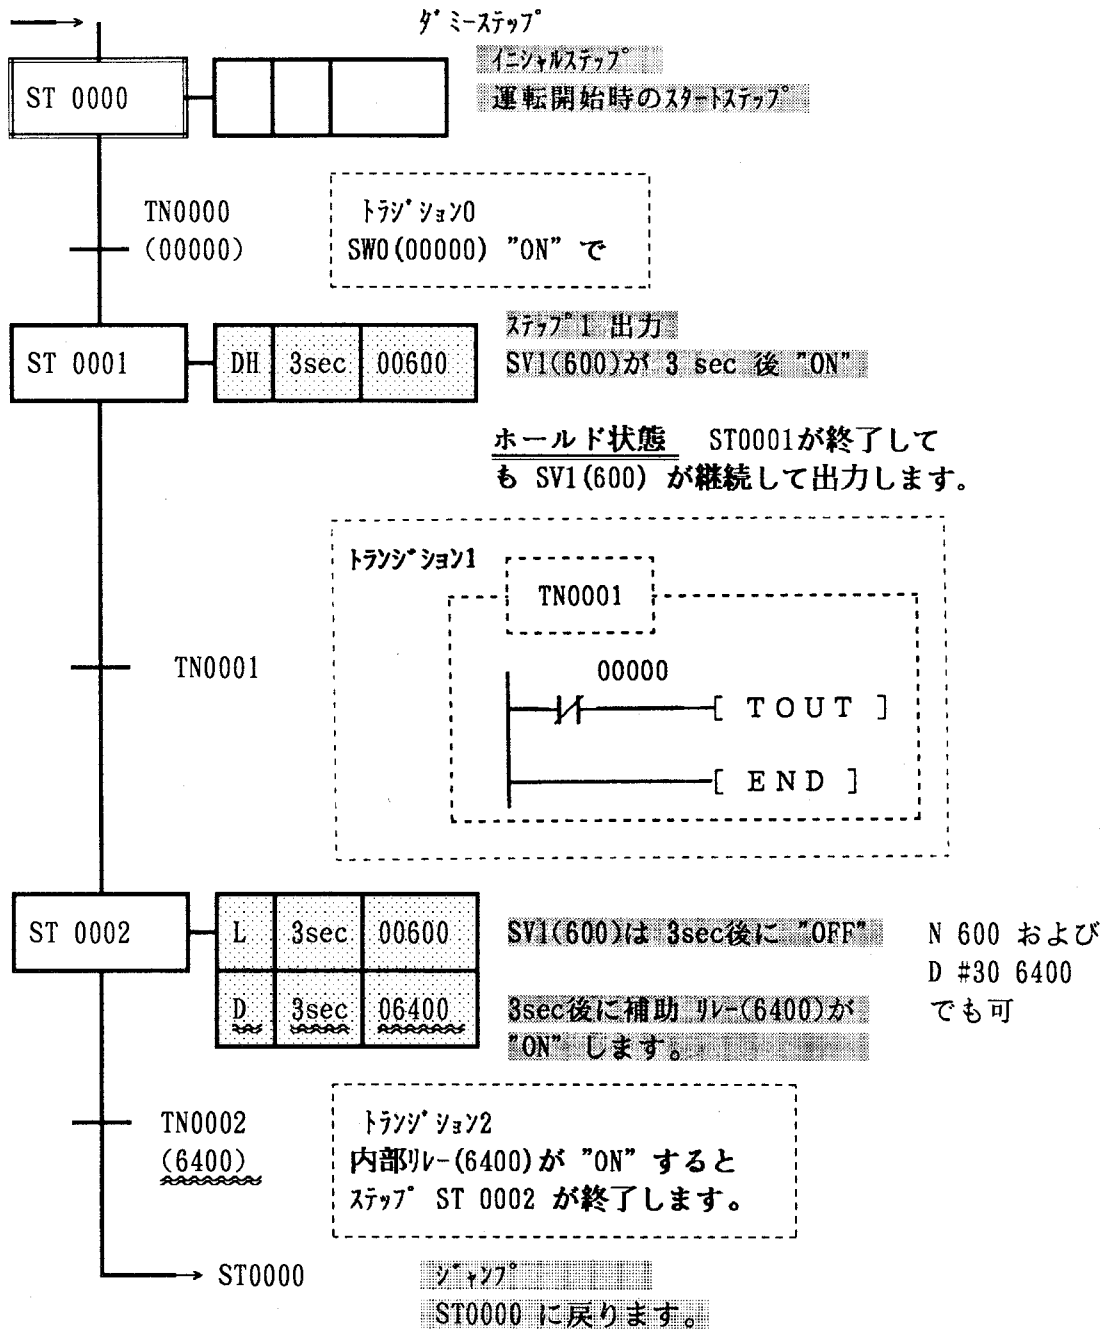 ﾀﾞﾐｰｽﾃｯﾌﾟ
ｲﾆｼｬﾙｽﾃｯﾌﾟ
ST 0000
運転開始時のｽﾀｰﾄｽﾃｯﾌﾟ
TN0000
(00000)
ﾄﾗｼﾞｼｮﾝ0
SW0(00000) "ON" で
ST 0001
DH 3sec 00600
ｽﾃｯﾌﾟ1 出力
SV1(600)が 3 sec 後 "ON"
ホールド状態 ST0001が終了して
も SV1(600) が継続して出力します。
ﾄﾗﾝｼﾞｼｮﾝ1
TN0001
TN0001
00000
[ TOUT ]
[ END ]
ST 0002
L 3sec 00600
D 3sec 06400
SV1(600)は 3sec後に "OFF"
3sec後に補助 ﾘﾚｰ(6400)が
"ON" します。
N 600 および
D #30 6400
でも可
TN0002
(6400)
ﾄﾗﾝｼﾞｼｮﾝ2
内部ﾘﾚｰ(6400)が "ON" すると
ｽﾃｯﾌﾟ ST 0002 が終了します。
ST0000
ｼﾞｬﾝﾌﾟ
ST0000 に戻ります。